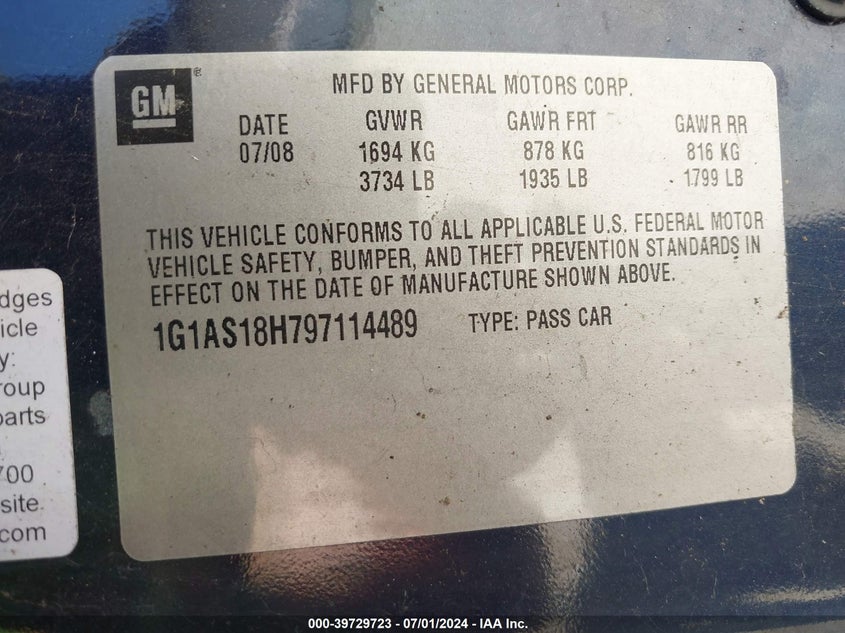 GM
®
MFD BY GENERAL MOTORS CORP.
DATE GVWR GAWR FRT GAWR RR
07/08 1694 KG 878 KG 816 KG
3734 LB 1935 LB 1799 LB
THIS VEHICLE CONFORMS TO ALL APPLICABLE U.S. FEDERAL MOTOR
VEHICLE SAFETY, BUMPER, AND THEFT PREVENTION STANDARDS IN
EFFECT ON THE DATE OF MANUFACTURE SHOWN ABOVE.
1G1AS18H797114489 TYPE: PASS CAR
edges
icle
y:
roup
parts
700
site
.com
000-39729723 / 07/01/2024 - IAA Inc.